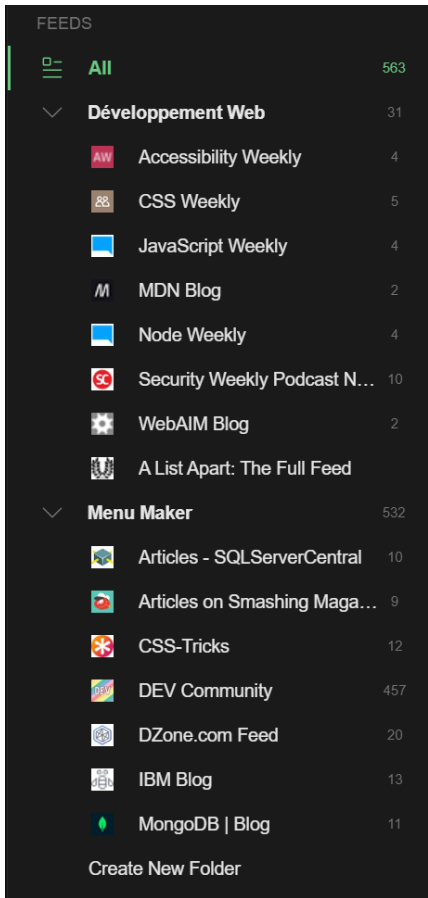 FEEDS
All 563
Développement Web 31
AW Accessibility Weekly 4
CSS Weekly 5
JavaScript Weekly 4
MDN Blog 2
Node Weekly 4
SC Security Weekly Podcast N... 10
WebAIM Blog 2
A List Apart: The Full Feed
Menu Maker 532
Articles - SQLServerCentral 10
Articles on Smashing Maga... 9
CSS-Tricks 12
DEV DEV Community 457
DZone.com Feed 20
IBM Blog 13
MongoDB | Blog 11
Create New Folder